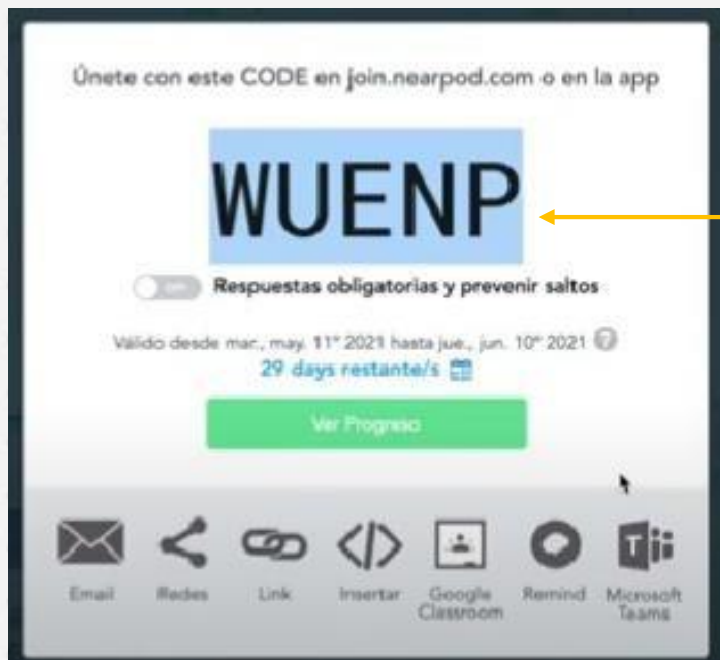 Únete con este CODE en join.nearpod.com o en la app
WUENP
Respuestas obligatorias y prevenir saltos
Válido desde mar., may. 11º 2021 hasta jue., jun. 10º 2021
29 days restante/s
Ver Progreso
Email Redes Link Insertar Google Classroom Remind Microsoft Teams